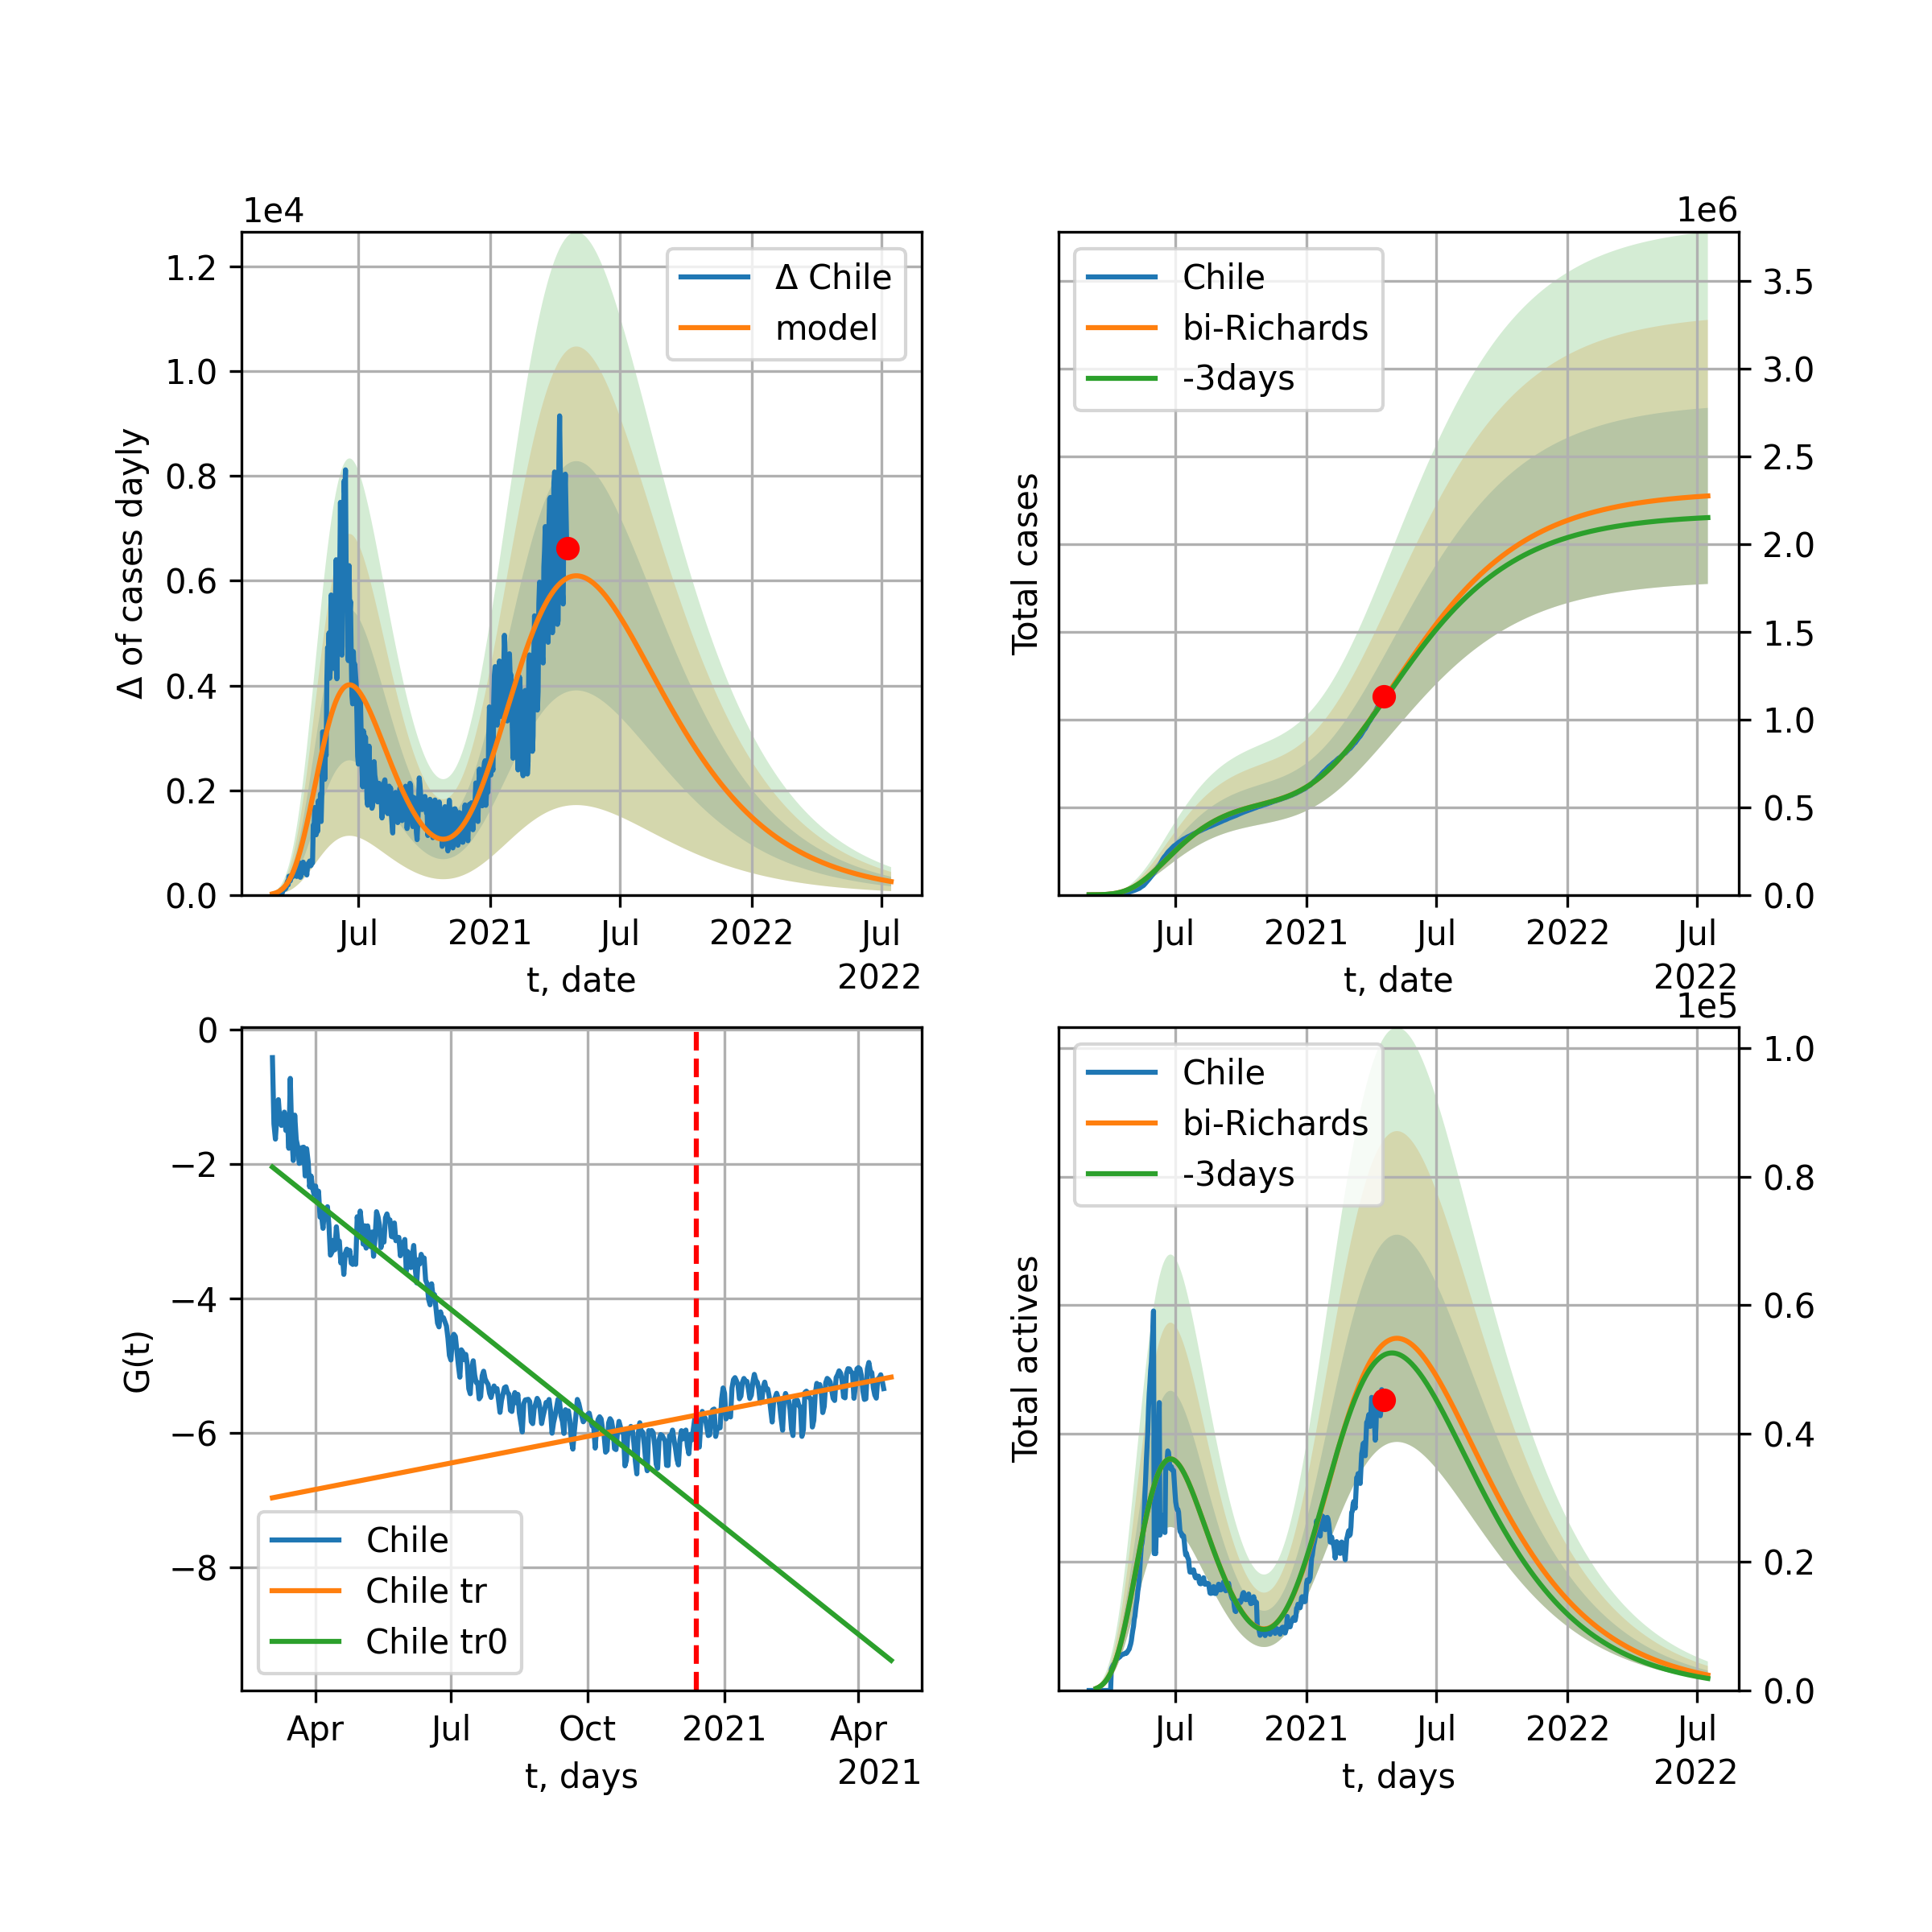 1e4
Δ of cases dayly
1.2
1.0
0.8
0.6
0.4
0.2
0.0
Δ Chile
model
Jul
2021
Jul
2022
Jul
2022
t, date
1e6
Total cases
Chile
bi-Richards
-3days
3.5
3.0
2.5
2.0
1.5
1.0
0.5
0.0
Jul
2021
Jul
2022
Jul
2022
t, date
G(t)
0
−2
−4
−6
−8
Chile
Chile tr
Chile tr0
Apr
Jul
Oct
2021
Apr
2021
t, days
1e5
Total actives
Chile
bi-Richards
-3days
1.0
0.8
0.6
0.4
0.2
0.0
Jul
2021
Jul
2022
Jul
2022
t, days